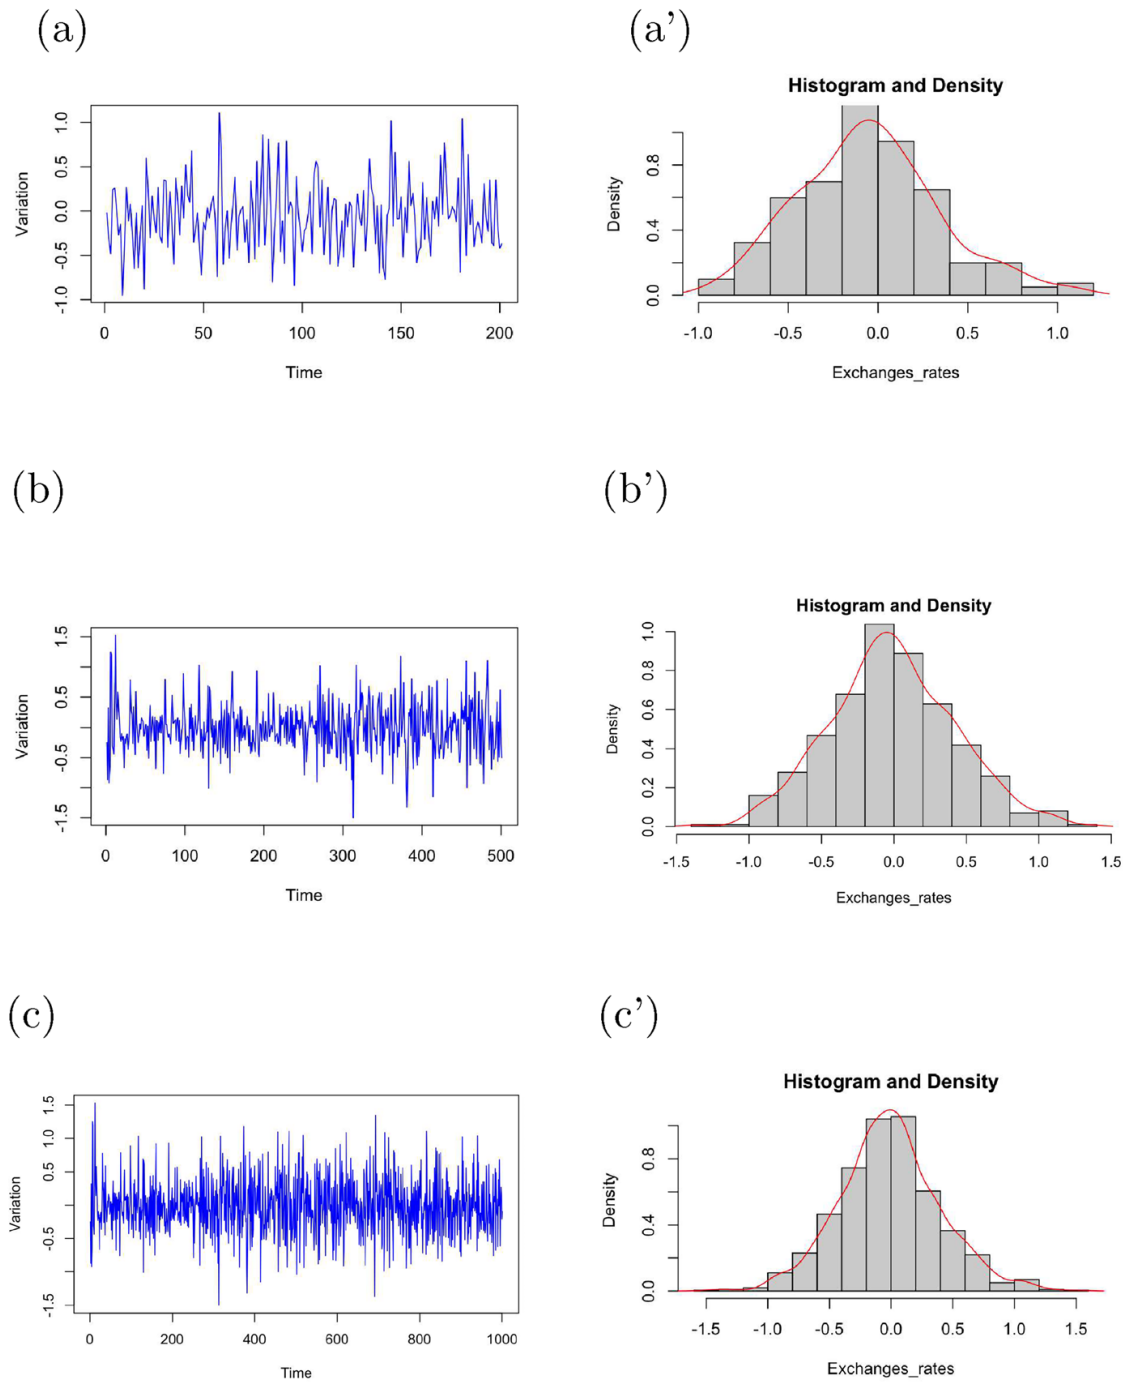 (a)
(a’)
Histogram and Density
Variation
1.0
0.5
0.0
-0.5
-1.0
0 50 100 150 200
Time
Density
0.8
0.4
0.0
-1.0 -0.5 0.0 0.5 1.0
Exchanges_rates
(b)
(b’)
Histogram and Density
Variation
1.5
0.5
-0.5
-1.5
0 100 200 300 400 500
Time
Density
1.0
0.8
0.6
0.4
0.2
0.0
-1.5 -1.0 -0.5 0.0 0.5 1.0 1.5
Exchanges_rates
(c)
(c’)
Histogram and Density
Variation
1.5
1.0
0.5
-0.5
-1.5
0 200 400 600 800 1000
Time
Density
0.8
0.4
0.0
-1.5 -1.0 -0.5 0.0 0.5 1.0 1.5
Exchanges_rates